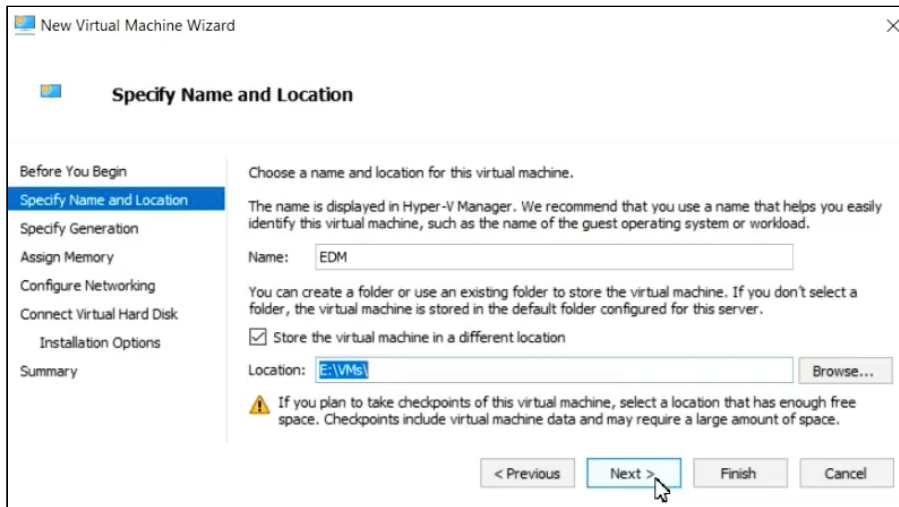 New Virtual Machine Wizard
Specify Name and Location
Before You Begin
Specify Name and Location
Specify Generation
Assign Memory
Configure Networking
Connect Virtual Hard Disk
Installation Options
Summary
Choose a name and location for this virtual machine.
The name is displayed in Hyper-V Manager. We recommend that you use a name that helps you easily
identify this virtual machine, such as the name of the guest operating system or workload.
Name: EDM
You can create a folder or use an existing folder to store the virtual machine. If you don't select a
folder, the virtual machine is stored in the default folder configured for this server.
Store the virtual machine in a different location
Location: E:\VMs\ Browse...
If you plan to take checkpoints of this virtual machine, select a location that has enough free
space. Checkpoints include virtual machine data and may require a large amount of space.
< Previous Next > Finish Cancel